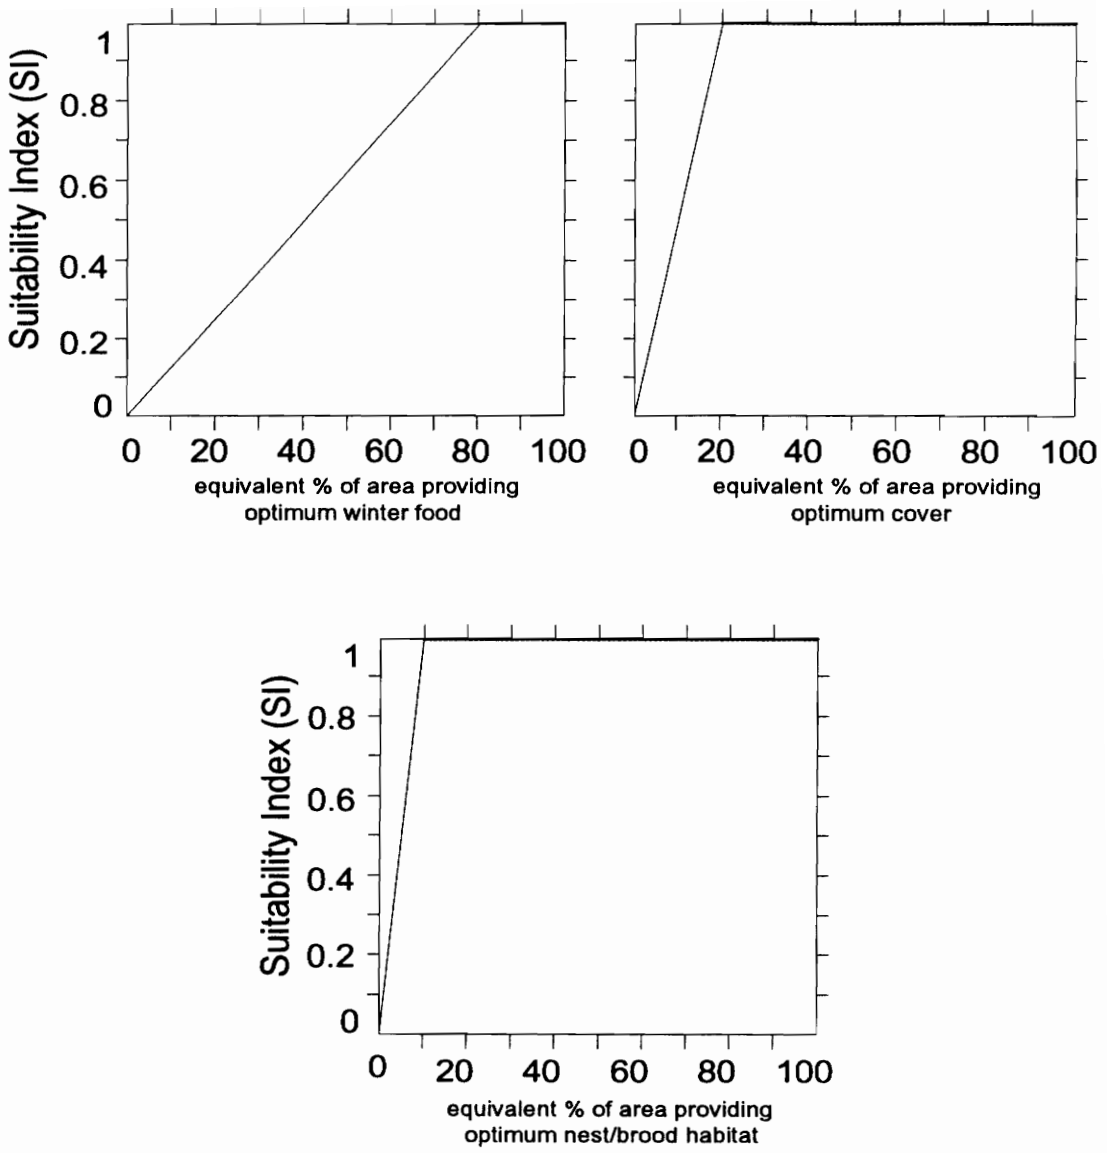 Suitability Index (SI)
1
0.8
0.6
0.4
0.2
0
0 20 40 60 80 100
equivalent % of area providing
optimum winter food
0 20 40 60 80 100
equivalent % of area providing
optimum cover
Suitability Index (SI)
1
0.8
0.6
0.4
0.2
0
0 20 40 60 80 100
equivalent % of area providing
optimum nest/brood habitat